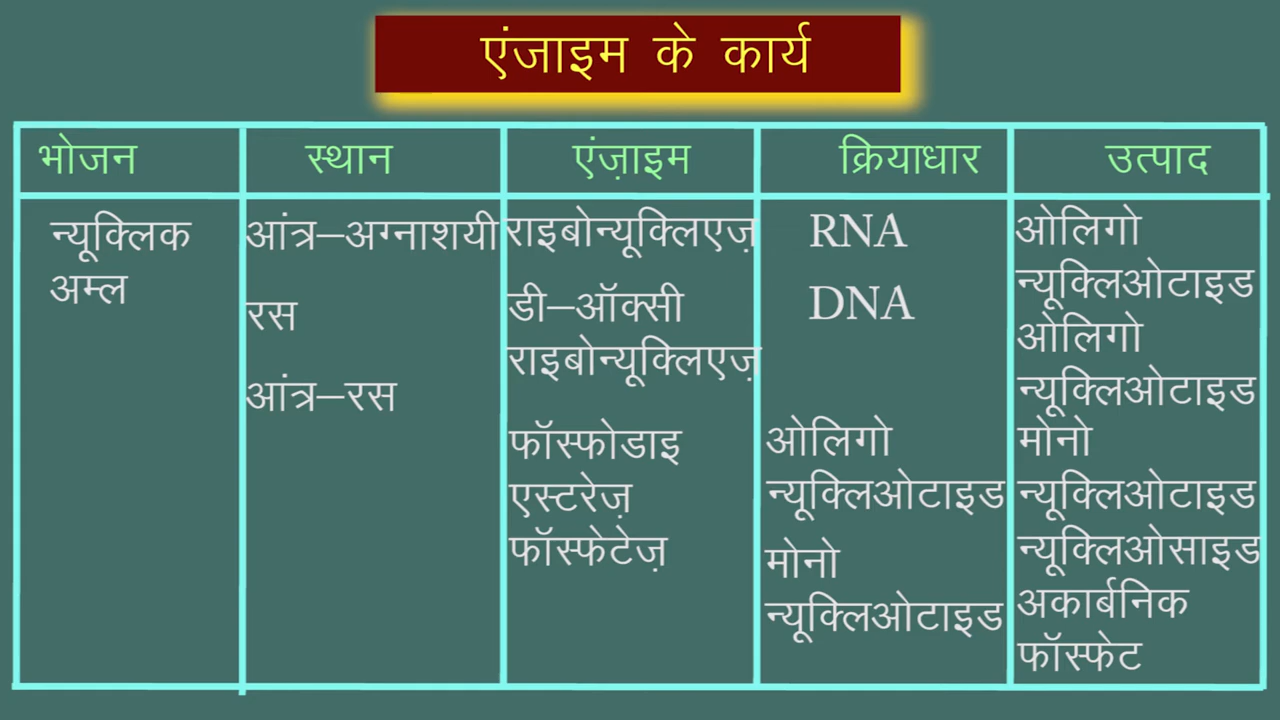 एंजाइम के कार्य
भोजन स्थान एंज़ाइम क्रियाधार उत्पाद
न्यूक्लिक
अम्ल
आंत्र–अग्नाशयी
रस
आंत्र–रस
राइबोन्यूक्लिएज़
डी–ऑक्सी
राइबोन्यूक्लिएज़
फॉस्फोडाइ
एस्टरेज़
फॉस्फेटेज़
RNA
DNA
ओलिगो
न्यूक्लिओटाइड
मोनो
न्यूक्लिओटाइड
ओलिगो
न्यूक्लिओटाइड
ओलिगो
न्यूक्लिओटाइड
मोनो
न्यूक्लिओटाइड
न्यूक्लिओसाइड
अकार्बनिक
फॉस्फेट